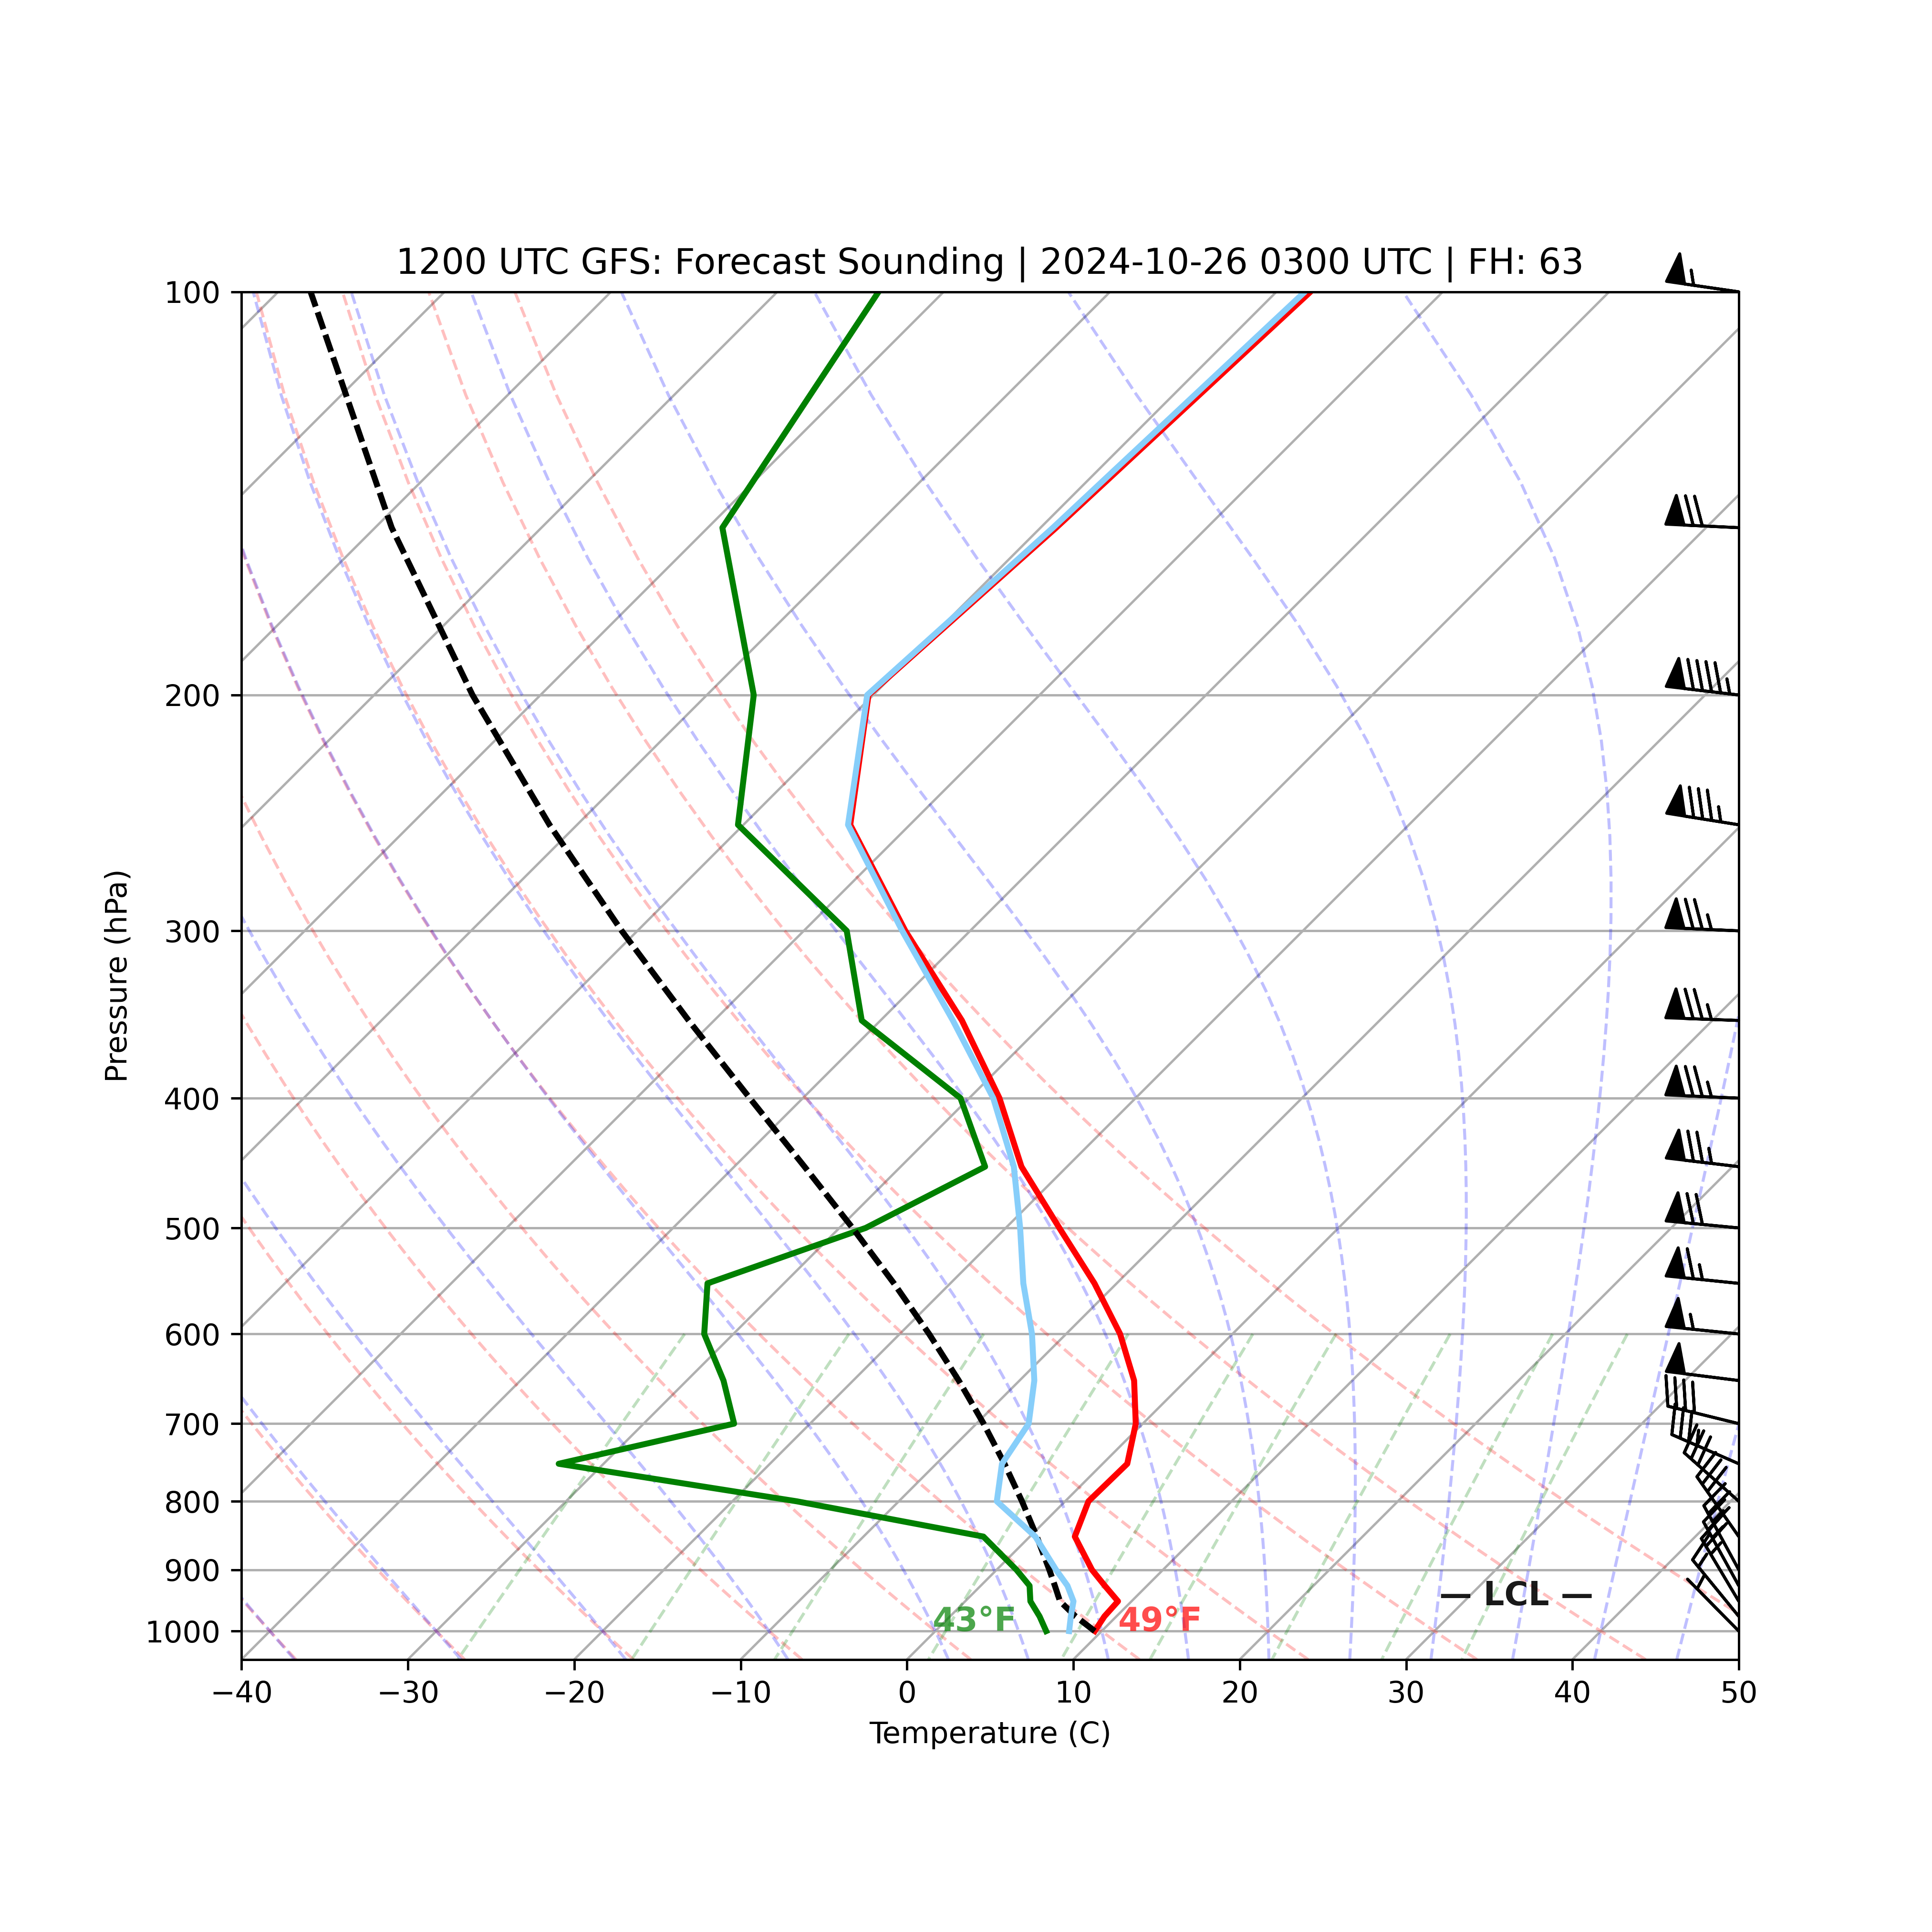 1200 UTC GFS: Forecast Sounding | 2024-10-26 0300 UTC | FH: 63
100
200
300
400
500
600
700
800
900
1000
Pressure (hPa)
— LCL —
43°F
49°F
−40 −30 −20 −10 0 10 20 30 40 50
Temperature (C)